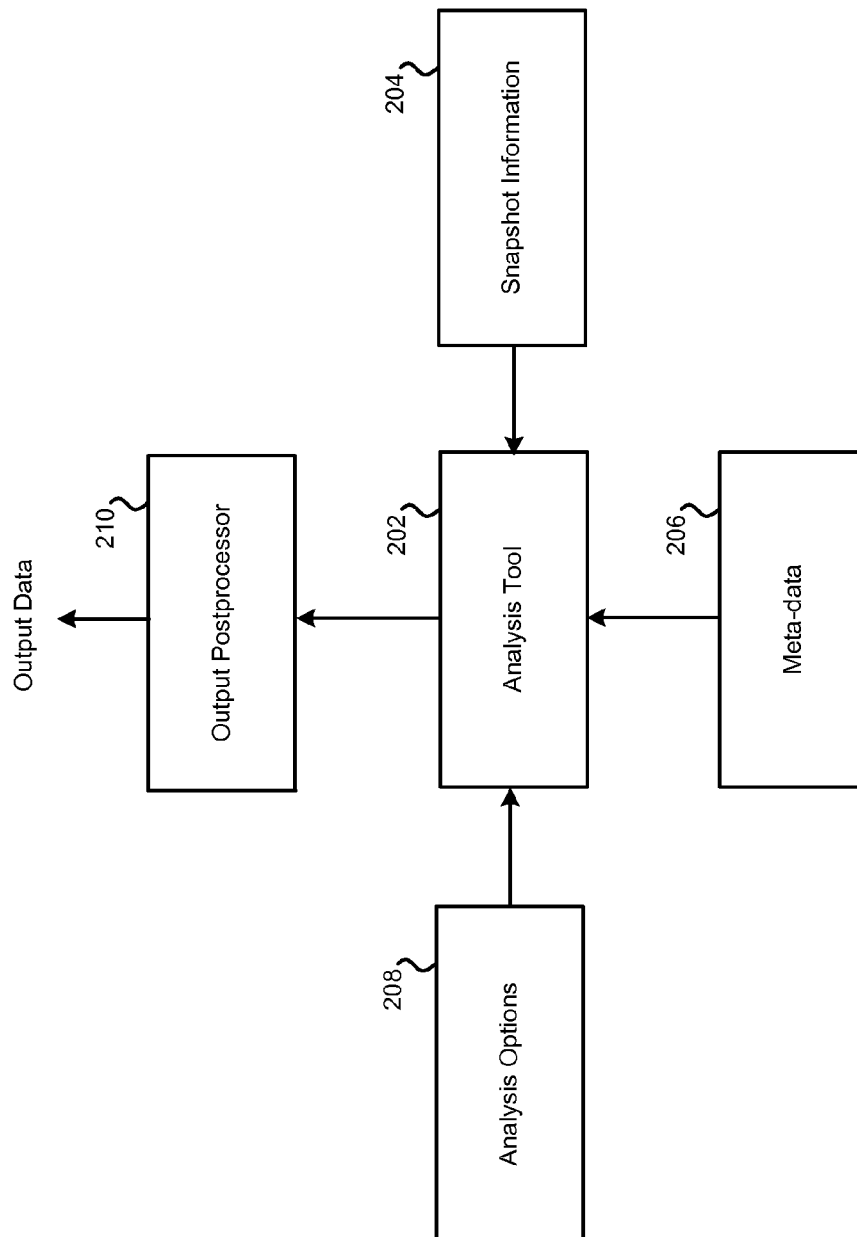 Output Data
210
Output Postprocessor
208
Analysis Options
202
Analysis Tool
204
Snapshot Information
206
Meta-data